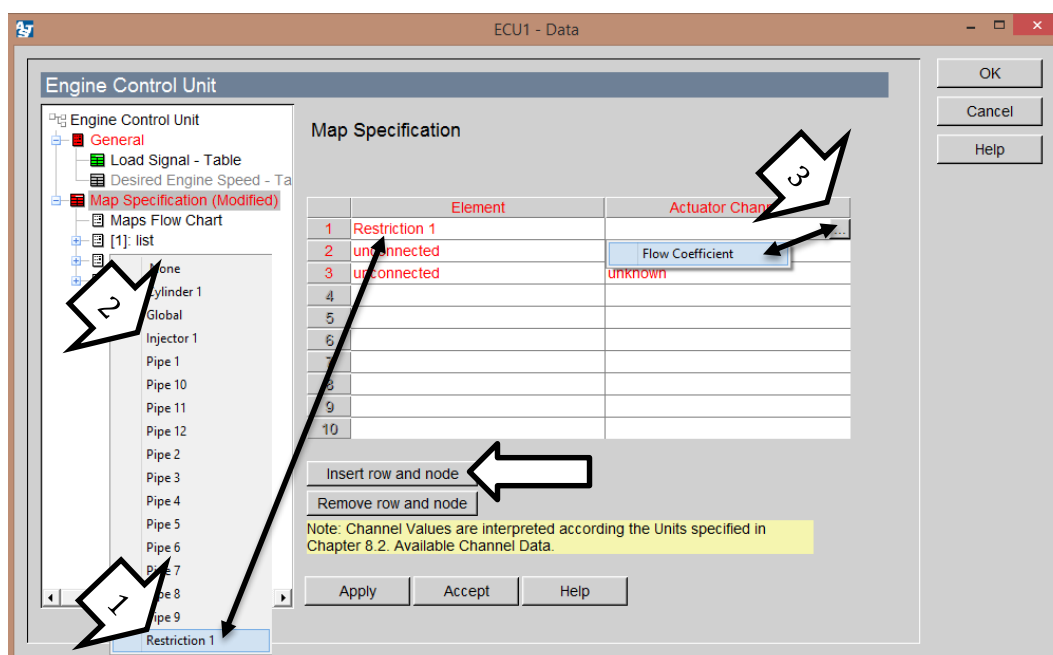 ECU1 - Data
OK
Cancel
Help
Engine Control Unit
Engine Control Unit
General
Load Signal - Table
Desired Engine Speed - Ta
Map Specification (Modified)
Maps Flow Chart
[1]: list
None
Cylinder 1
Global
Injector 1
Pipe 1
Pipe 10
Pipe 11
Pipe 12
Pipe 2
Pipe 3
Pipe 4
Pipe 5
Pipe 6
Pipe 7
Pipe 8
Pipe 9
Restriction 1
1
2
3
Map Specification
Element
Actuator Chann
1 Restriction 1 ...
Flow Coefficient
2 unconnected
3 unconnected unknown
4
5
6
7
8
9
10
Insert row and node
Remove row and node
Note: Channel Values are interpreted according the Units specified in
Chapter 8.2. Available Channel Data.
Apply
Accept
Help